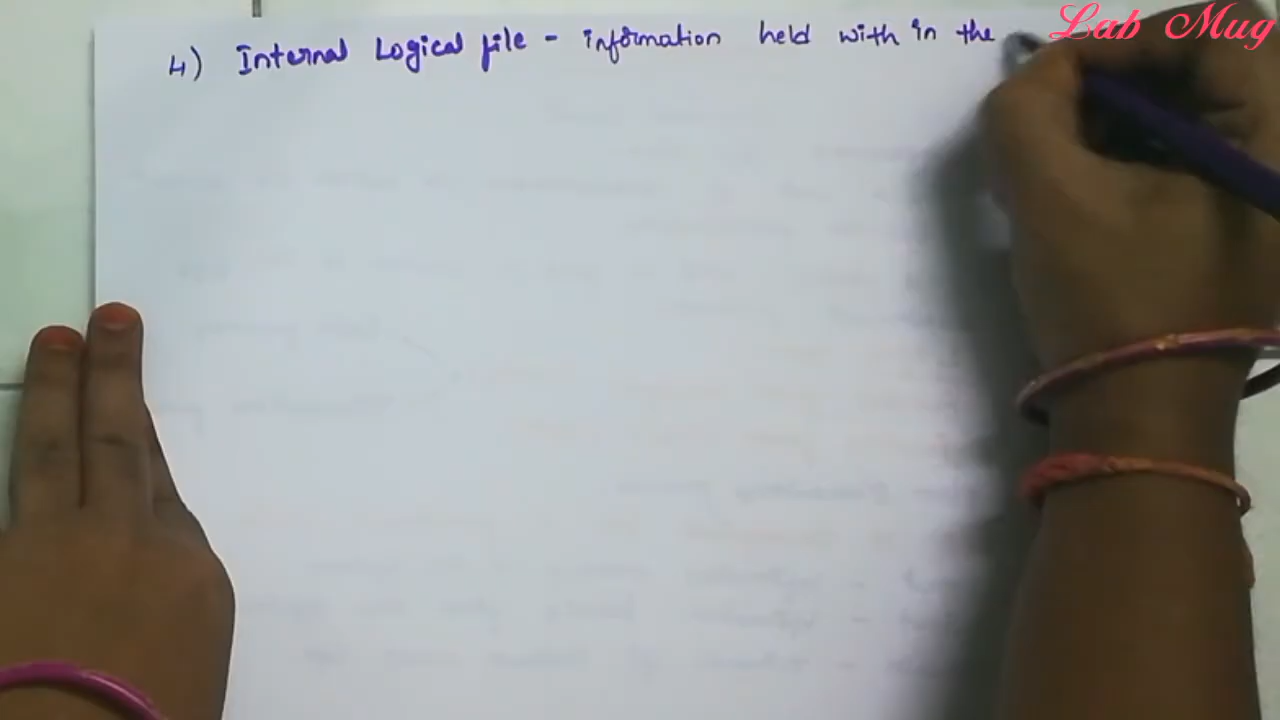 Lab Mug
4) Internal Logical file - information held with in the